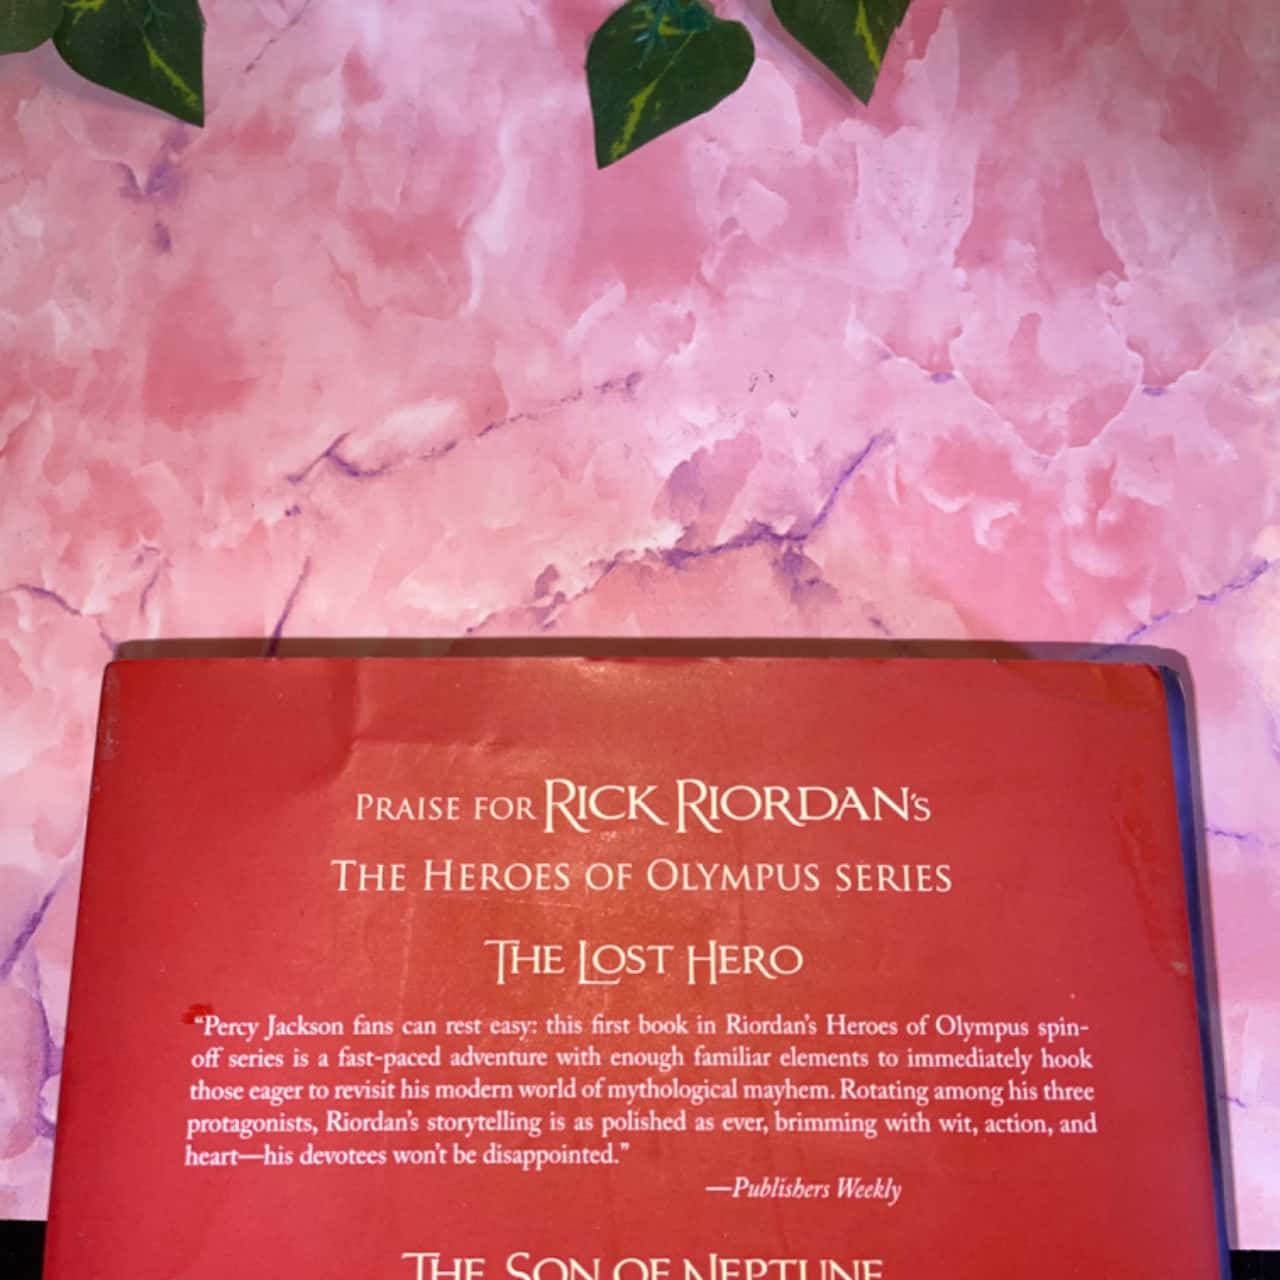 PRAISE FOR RICK RIORDAN'S
THE HEROES OF OLYMPUS SERIES
THE LOST HERO
“Percy Jackson fans can rest easy: this first book in Riordan’s Heroes of Olympus spin-
off series is a fast-paced adventure with enough familiar elements to immediately hook
those eager to revisit his modern world of mythological mayhem. Rotating among his three
protagonists, Riordan’s storytelling is as polished as ever, brimming with wit, action, and
heart—his devotees won’t be disappointed.”
—Publishers Weekly
THE SON OF NEPTUNE